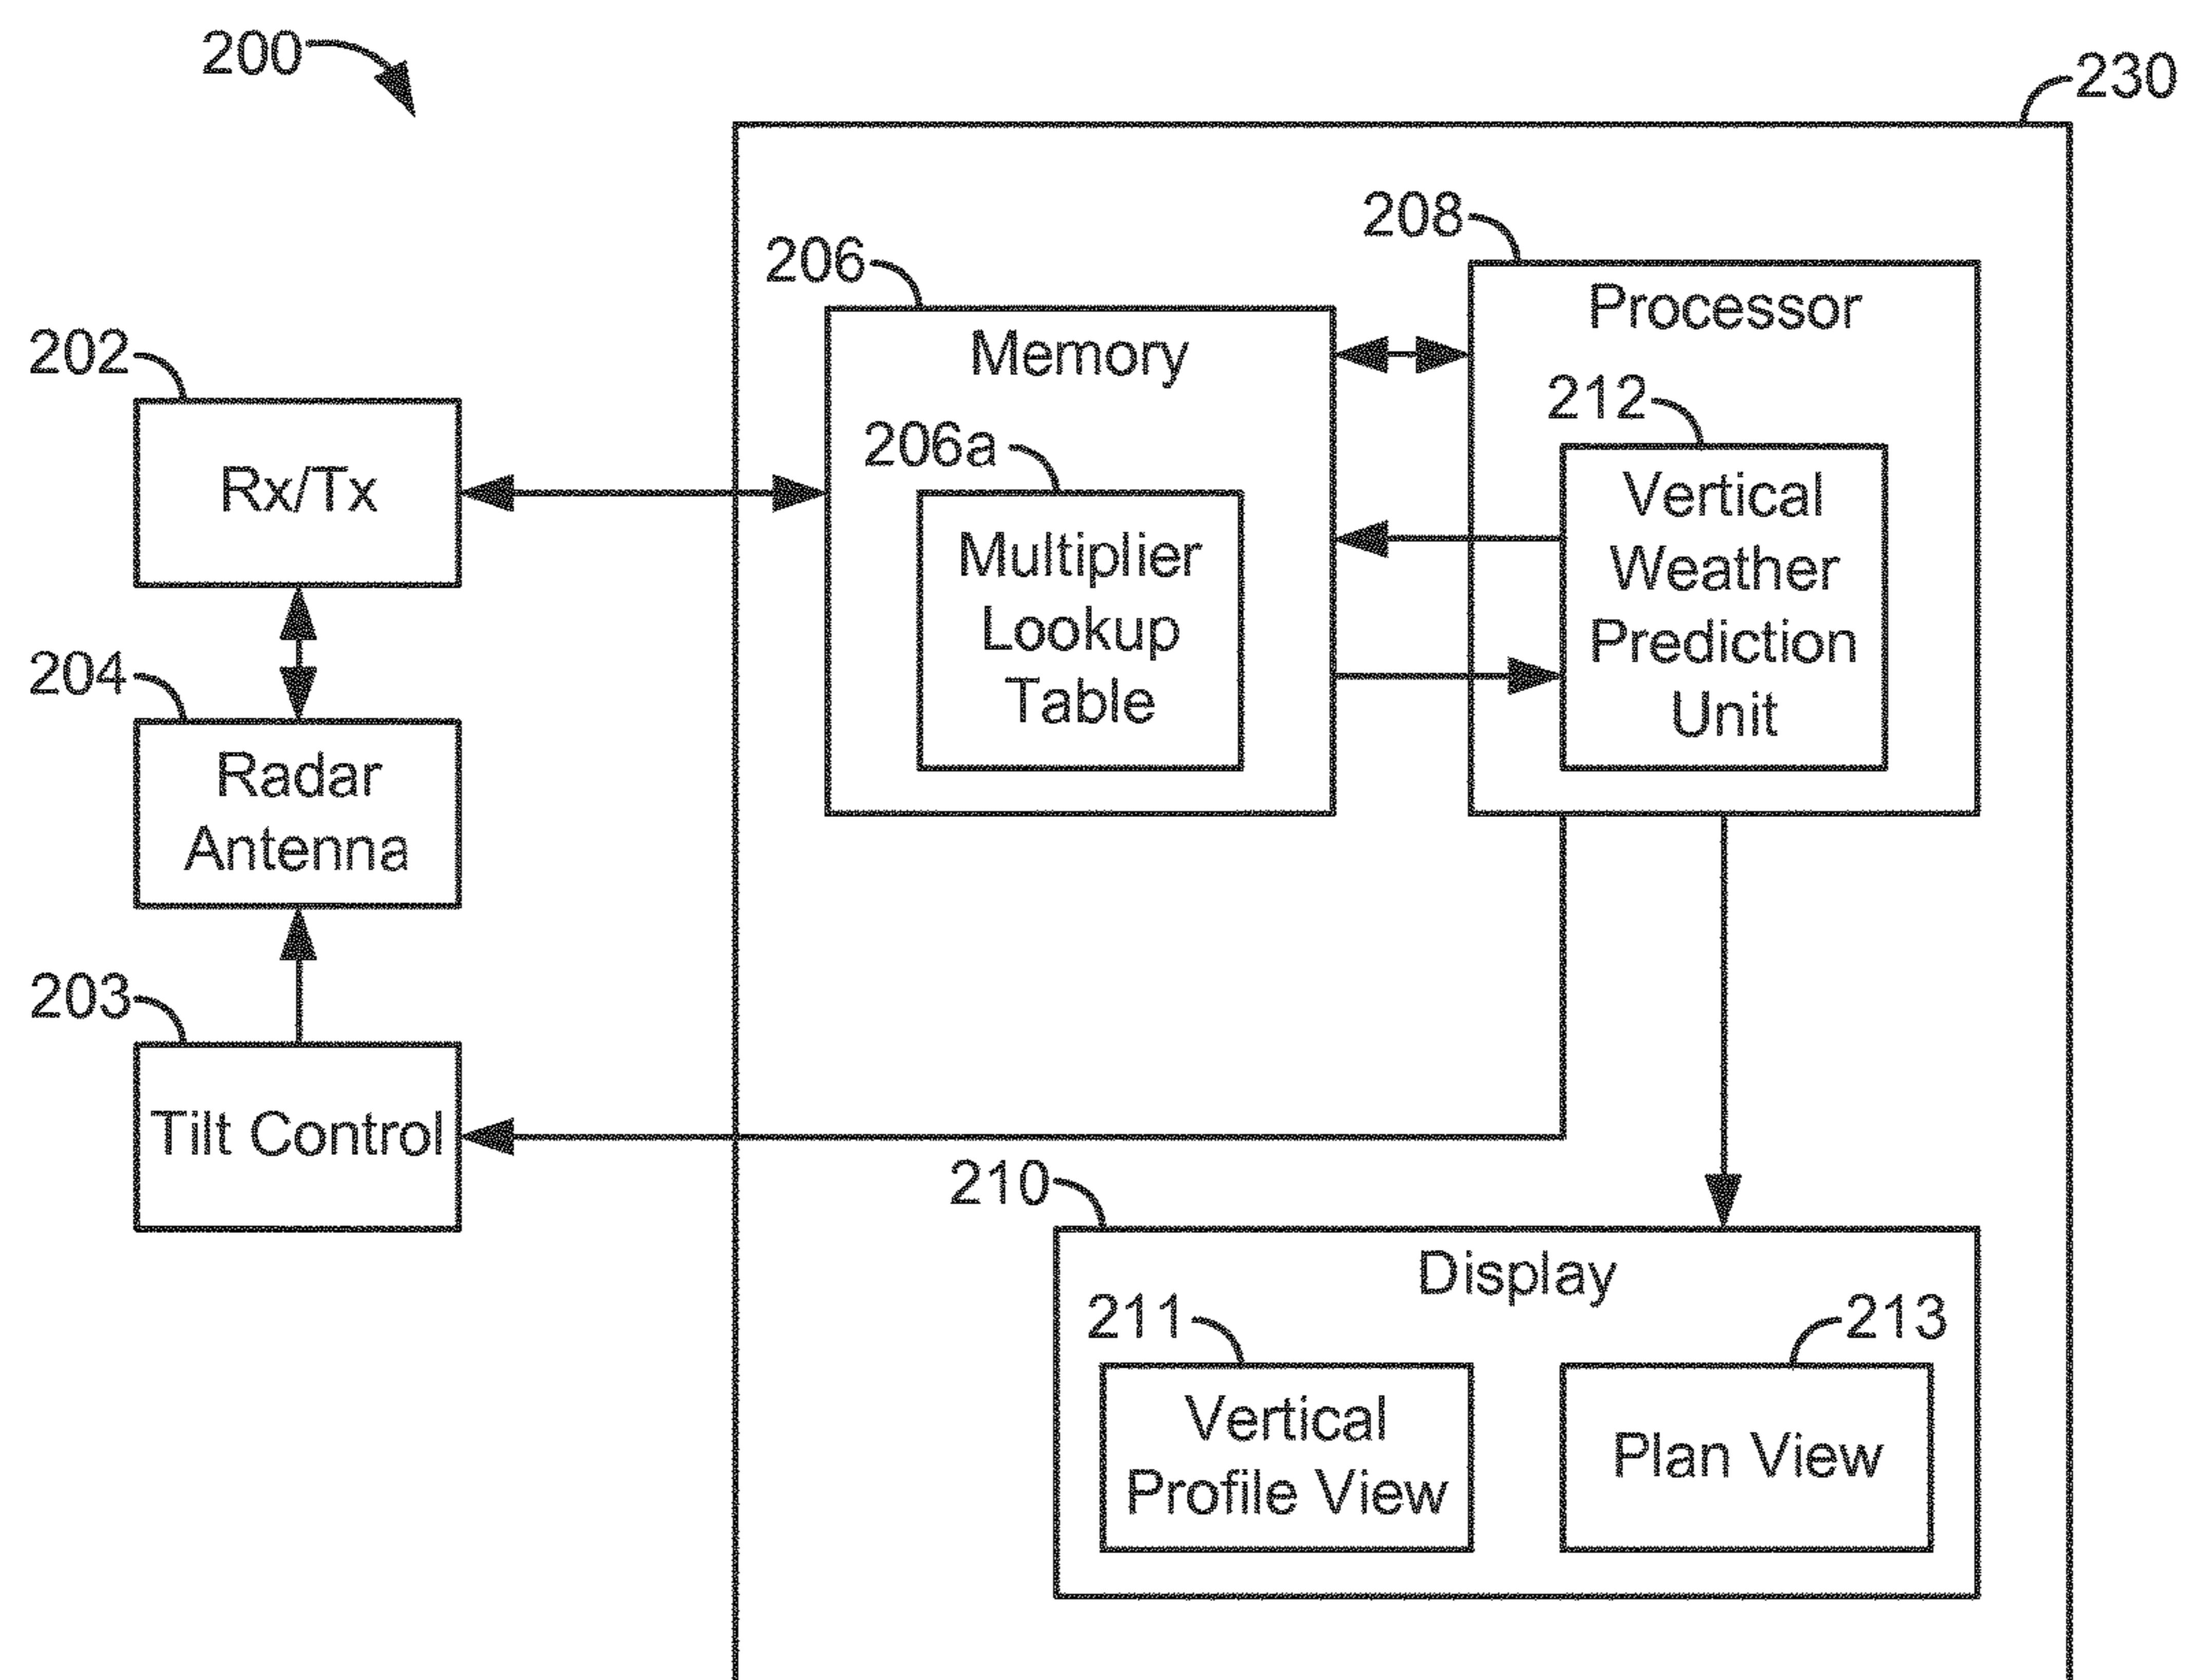 200
230
208
206
Processor
Memory
202
212
206a
Rx/Tx
Vertical
Weather
Prediction
Unit
Multiplier
Lookup
Table
204
Radar
Antenna
203
Tilt Control
210
Display
211
213
Vertical
Profile View
Plan View